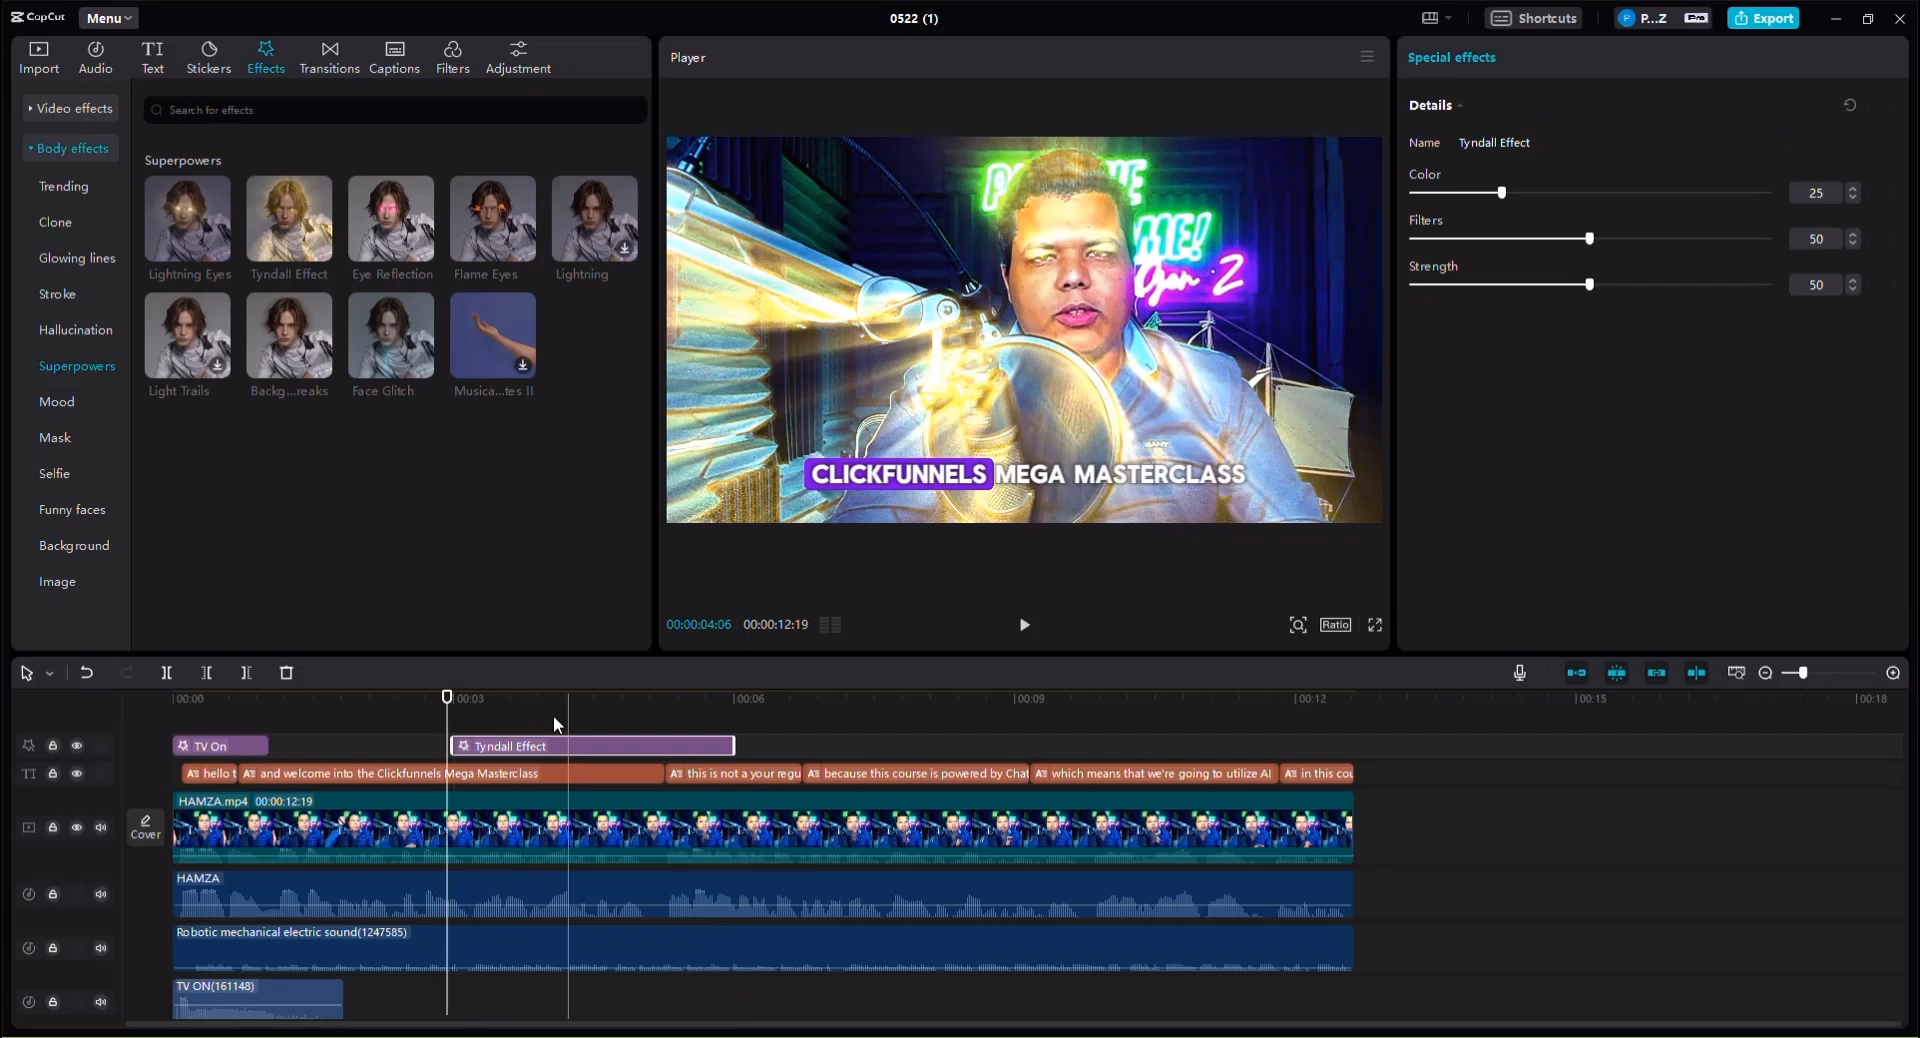 CapCut
Menu
0522 (1)
Shortcuts
P P...Z Pro
Export
Import
Audio
TI
Text
Stickers
Effects
Transitions
Captions
Filters
Adjustment
Video effects
Body effects
Trending
Clone
Glowing lines
Stroke
Hallucination
Superpowers
Mood
Mask
Selfie
Funny faces
Background
Image
Search for effects
Superpowers
Lightning Eyes
Tyndall Effect
Eye Reflection
Flame Eyes
Lightning
Light Trails
Backg...reaks
Face Glitch
Musica...tes II
Player
ME!
Gen Z
GANT
CLICKFUNNELS MEGA MASTERCLASS
00:00:04:06 00:00:12:19
Ratio
Special effects
Details
Name Tyndall Effect
Color
25
Filters
50
Strength
50
00:00
00:03
00:06
00:09
00:12
00:15
00:18
TV On
Tyndall Effect
TI
hello t
and welcome into the Clickfunnels Mega Masterclass
this is not a your regu
because this course is powered by Chat
which means that we're going to utilize AI
in this cou
HAMZA.mp4 00:00:12:19
Cover
HAMZA
Robotic mechanical electric sound(1247585)
TV ON(161148)